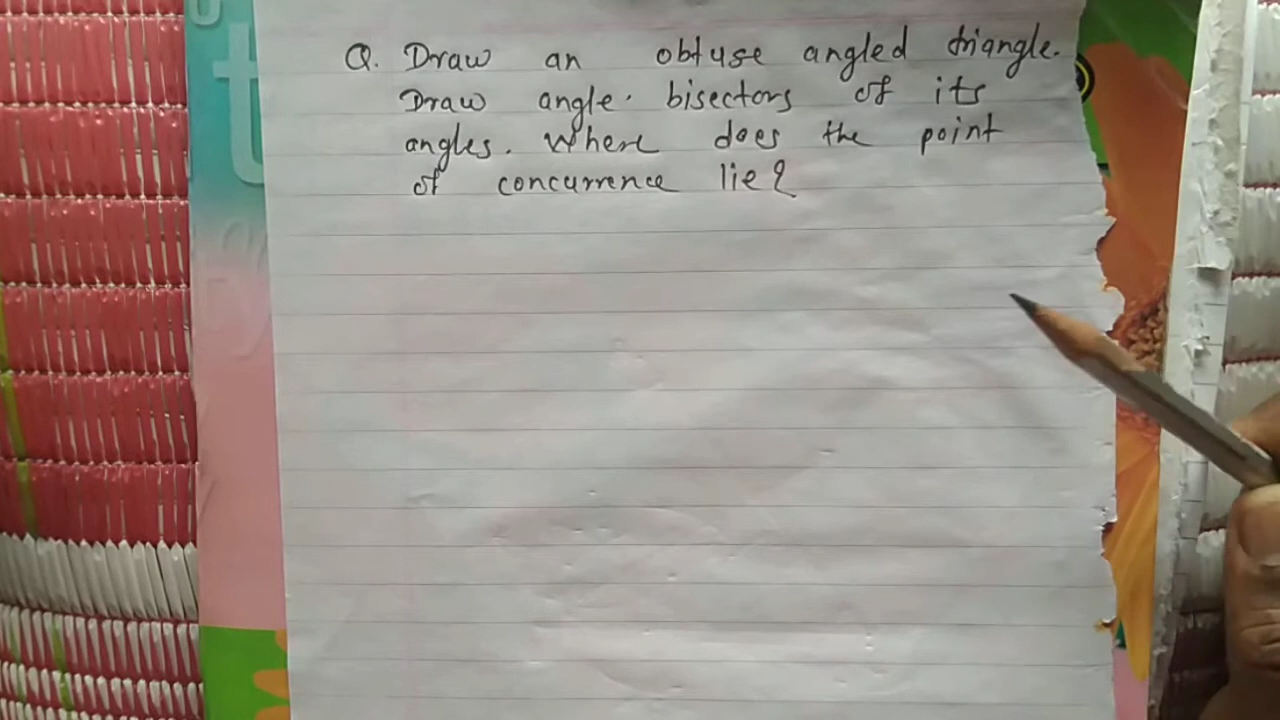 Q. Draw an obtuse angled triangle.
Draw angle bisectors of its
angles. Where does the point
of concurrence lie?